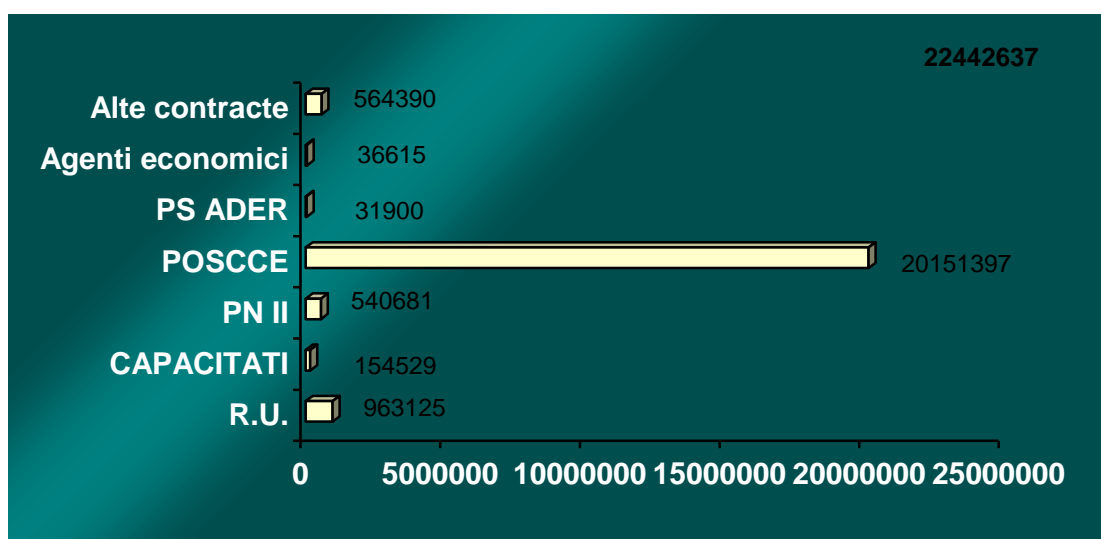 22442637
Alte contracte 564390
Agenti economici 36615
PS ADER 31900
POSCCE 20151397
PN II 540681
CAPACITATI 154529
R.U. 963125
0 5000000 10000000 15000000 20000000 25000000